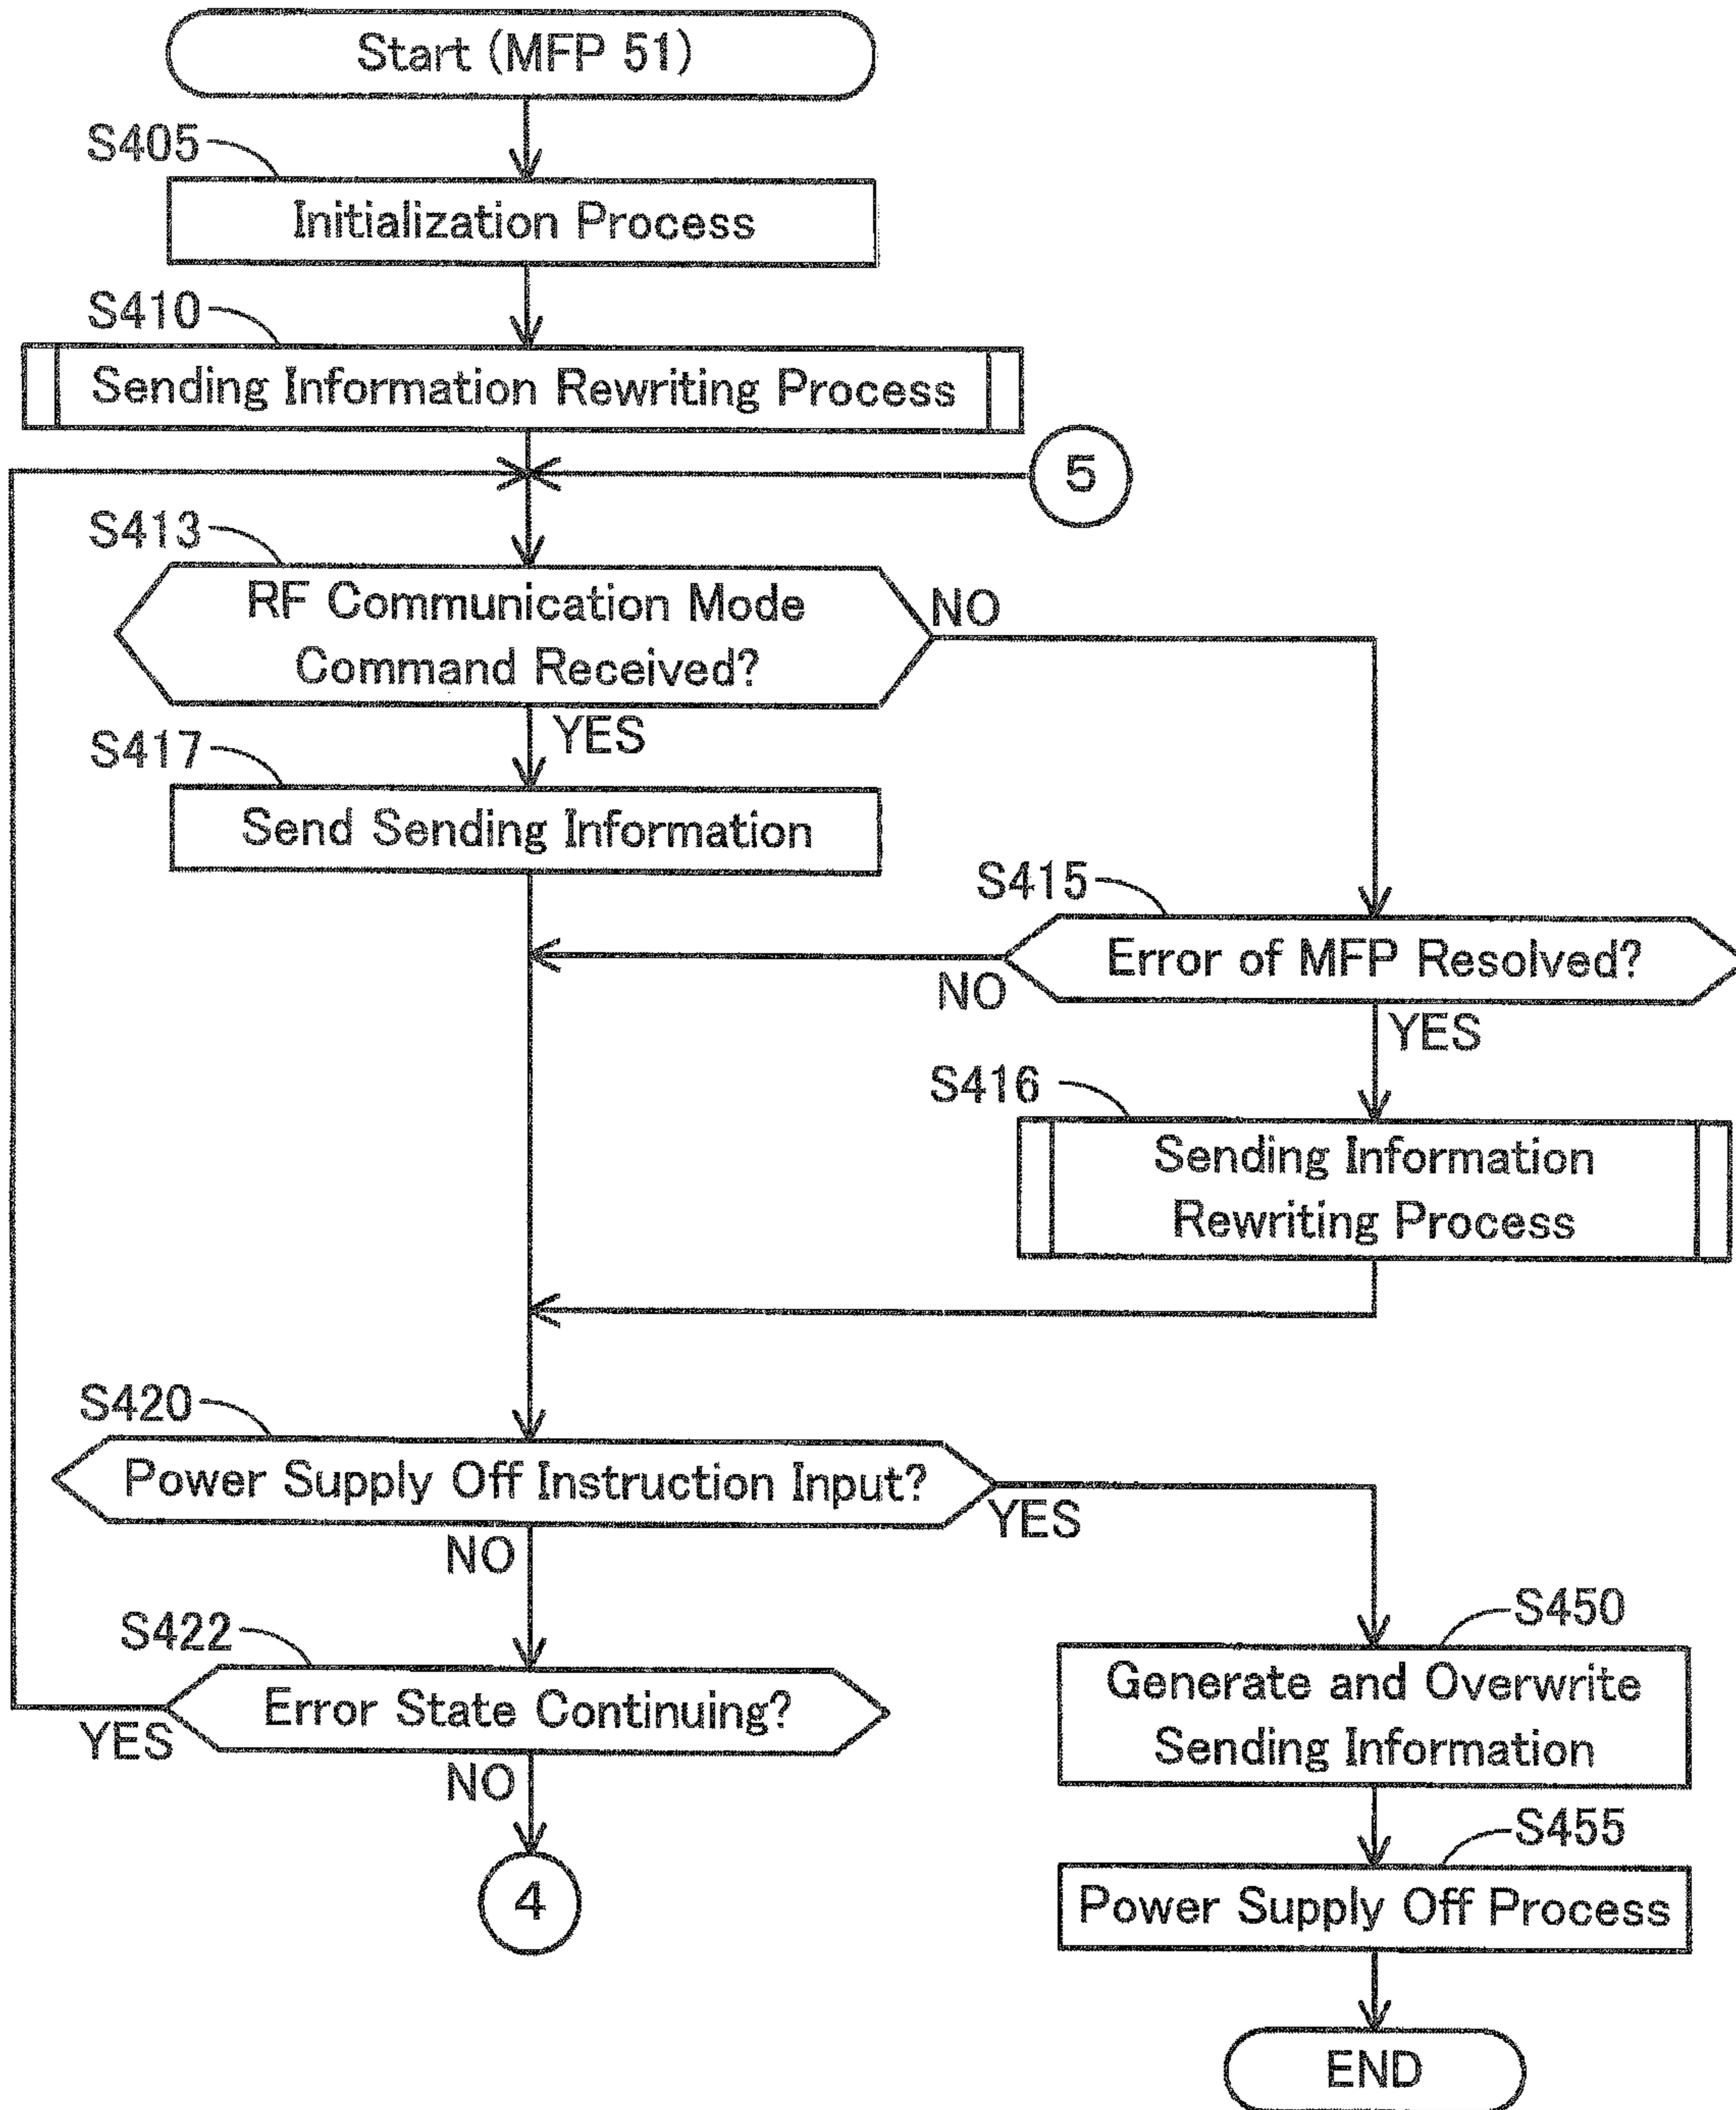 Start (MFP 51)
S405
Initialization Process
S410
Sending Information Rewriting Process
5
S413
RF Communication Mode
Command Received?
NO
YES
S417
Send Sending Information
S415
Error of MFP Resolved?
NO
YES
S416
Sending Information
Rewriting Process
S420
Power Supply Off Instruction Input?
YES
NO
S422
Error State Continuing?
YES
NO
4
S450
Generate and Overwrite
Sending Information
S455
Power Supply Off Process
END